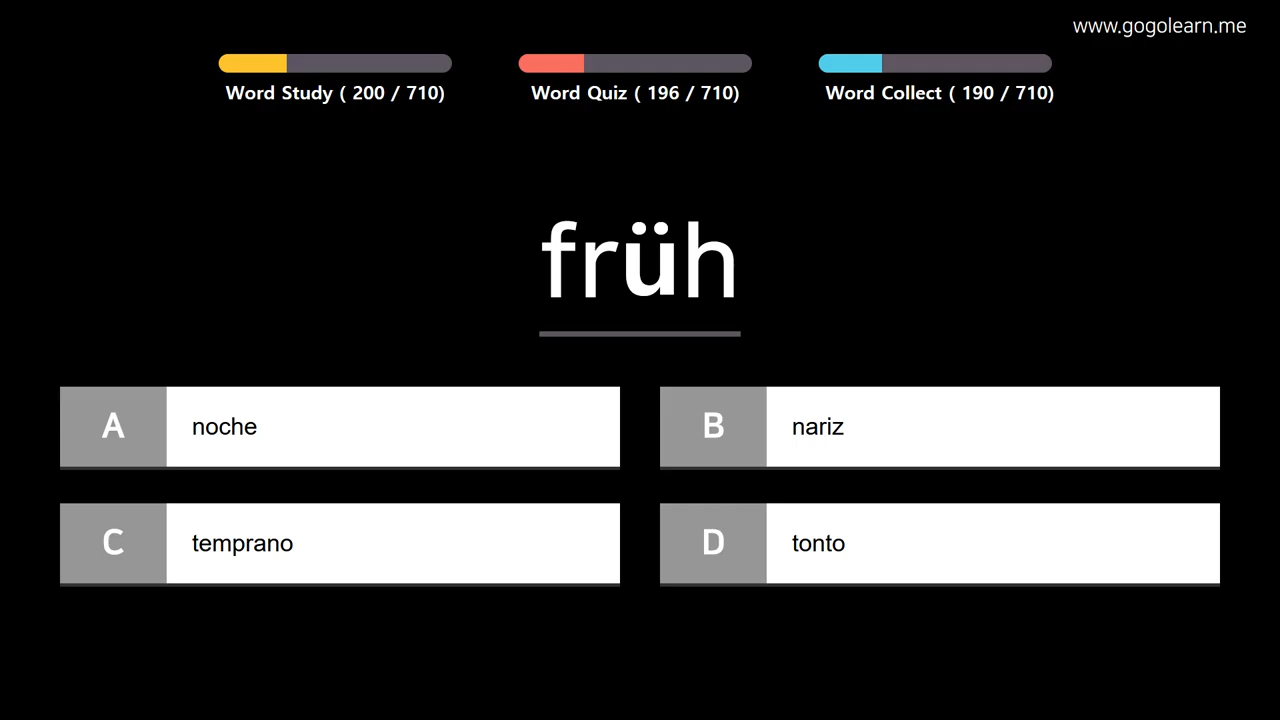 www.gogolearn.me
Word Study ( 200 / 710)
Word Quiz ( 196 / 710)
Word Collect ( 190 / 710)
früh
A
noche
B
nariz
C
temprano
D
tonto